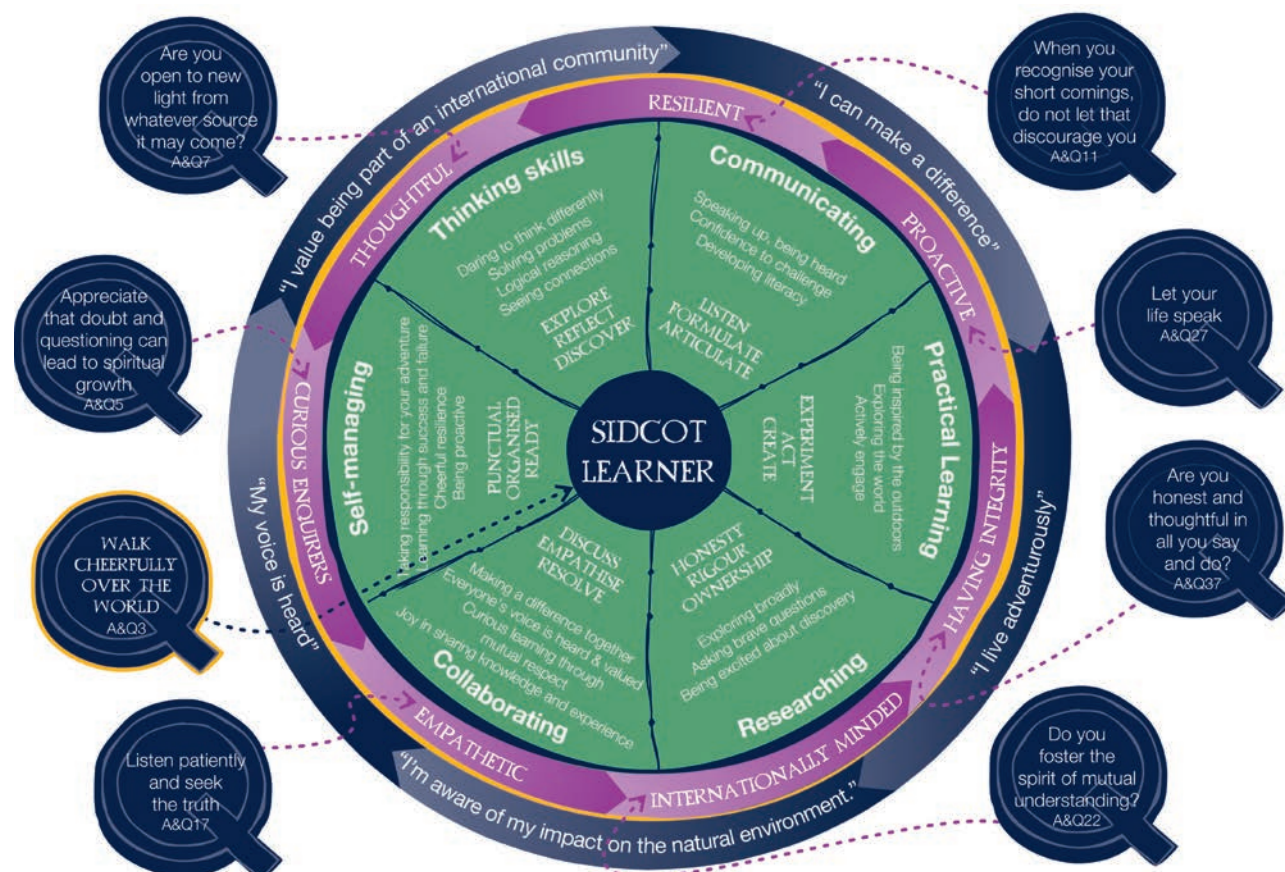 Are you
open to new
light from
whatever source
it may come?
A&Q7
When you
recognise your
short comings,
do not let that
discourage you
A&Q11
Appreciate
that doubt and
questioning can
lead to spiritual
growth
A&Q5
Let your
life speak
A&Q27
WALK
CHEERFULLY
OVER THE
WORLD
A&Q3
Are you
honest and
thoughtful in
all you say
and do?
A&Q37
Listen patiently
and seek
the truth
A&Q17
Do you
foster the
spirit of mutual
understanding?
A&Q22
"I value being part of an international community"
"I can make a difference"
"I live adventurously"
"I'm aware of my impact on the natural environment."
"My voice is heard"
RESILIENT
PROACTIVE
HAVING INTEGRITY
INTERNATIONALLY MINDED
EMPATHETIC
CURIOUS ENQUIRERS
THOUGHTFUL
Thinking skills
Daring to think differently
Solving problems
Logical reasoning
Seeing connections
EXPLORE
REFLECT
DISCOVER
Communicating
Speaking up, being heard
Confidence to challenge
Developing literacy
LISTEN
FORMULATE
ARTICULATE
Practical Learning
Being inspired by the outdoors
Exploring the world
Actively engage
EXPERIMENT
ACT
CREATE
HONESTY
RIGOUR
OWNERSHIP
Exploring broadly
Asking brave questions
Being excited about discovery
Researching
DISCUSS
EMPATHISE
RESOLVE
Making a difference together
Everyone's voice is heard & valued
Curious learning through
mutual respect
Joy in sharing knowledge and experience
Collaborating
Self-managing
Taking responsibility for your adventure
Learning through success and failure
Cheerful resilience
Being proactive
PUNCTUAL
ORGANISED
READY
SIDCOT
LEARNER